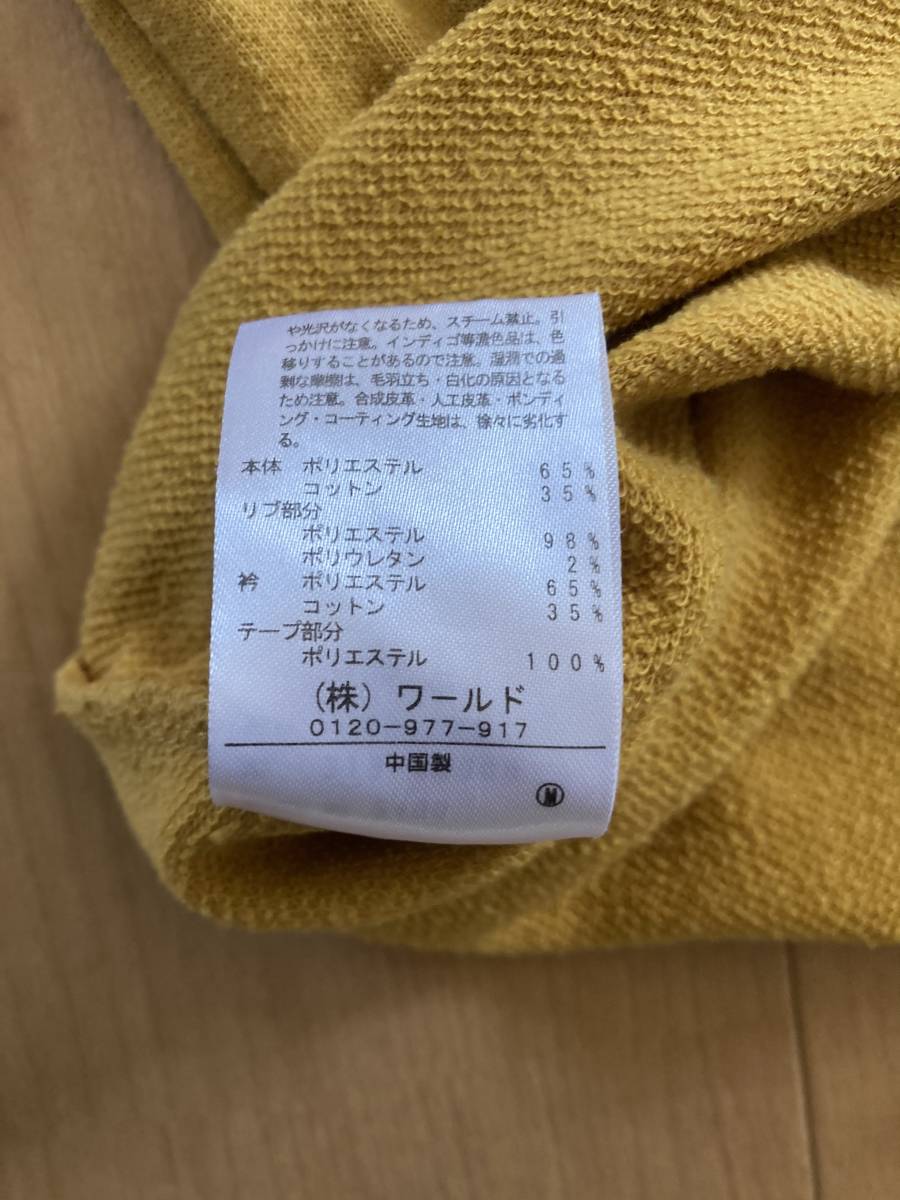 や光沢がなくなるため、スチーム禁止。引
っかけに注意。インディゴ等濃色品は、色
移りすることがあるので注意。湿潤での過
剰な摩擦は、毛羽立ち・白化の原因となる
ため注意。合成皮革・人工皮革・ボンディ
ング・コーティング生地は、徐々に劣化す
る。
本体 ポリエステル 65%
コットン 35%
リブ部分
ポリエステル 98%
ポリウレタン 2%
衿 ポリエステル 65%
コットン 35%
テープ部分
ポリエステル 100%
(株)ワールド
0120-977-917
中国製
Ⓜ